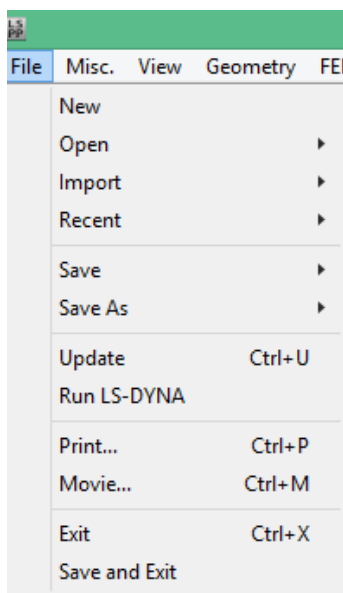 LS
PP
File Misc. View Geometry FE
New
Open
Import
Recent
Save
Save As
Update Ctrl+U
Run LS-DYNA
Print... Ctrl+P
Movie... Ctrl+M
Exit Ctrl+X
Save and Exit